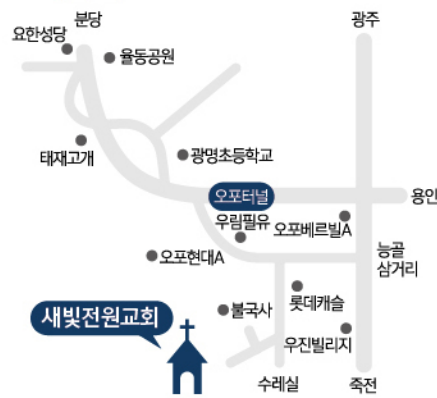 분당
광주
요한성당
율동공원
태재고개
광명초등학교
오포터널
용인
우림필유
오포베르빌A
능골
삼거리
오포현대A
롯데캐슬
불국사
새빛전원교회
우진빌리지
수레실
죽전